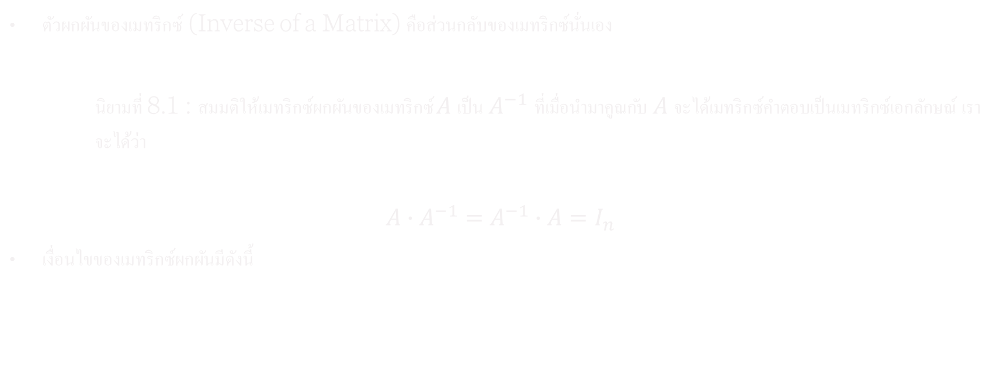 • ตัวผกผันของเมทริกซ์ (Inverse of a Matrix) คือส่วนกลับของเมทริกซ์นั่นเอง
นิยามที่ 8.1 : สมมติให้เมทริกซ์ผกผันของเมทริกซ์ A เป็น A⁻¹ ที่เมื่อนำมาคูณกับ A จะได้เมทริกซ์คำตอบเป็นเมทริกซ์เอกลักษณ์ เรา
จะได้ว่า
A · A⁻¹ = A⁻¹ · A = Iₙ
• เงื่อนไขของเมทริกซ์ผกผันมีดังนี้